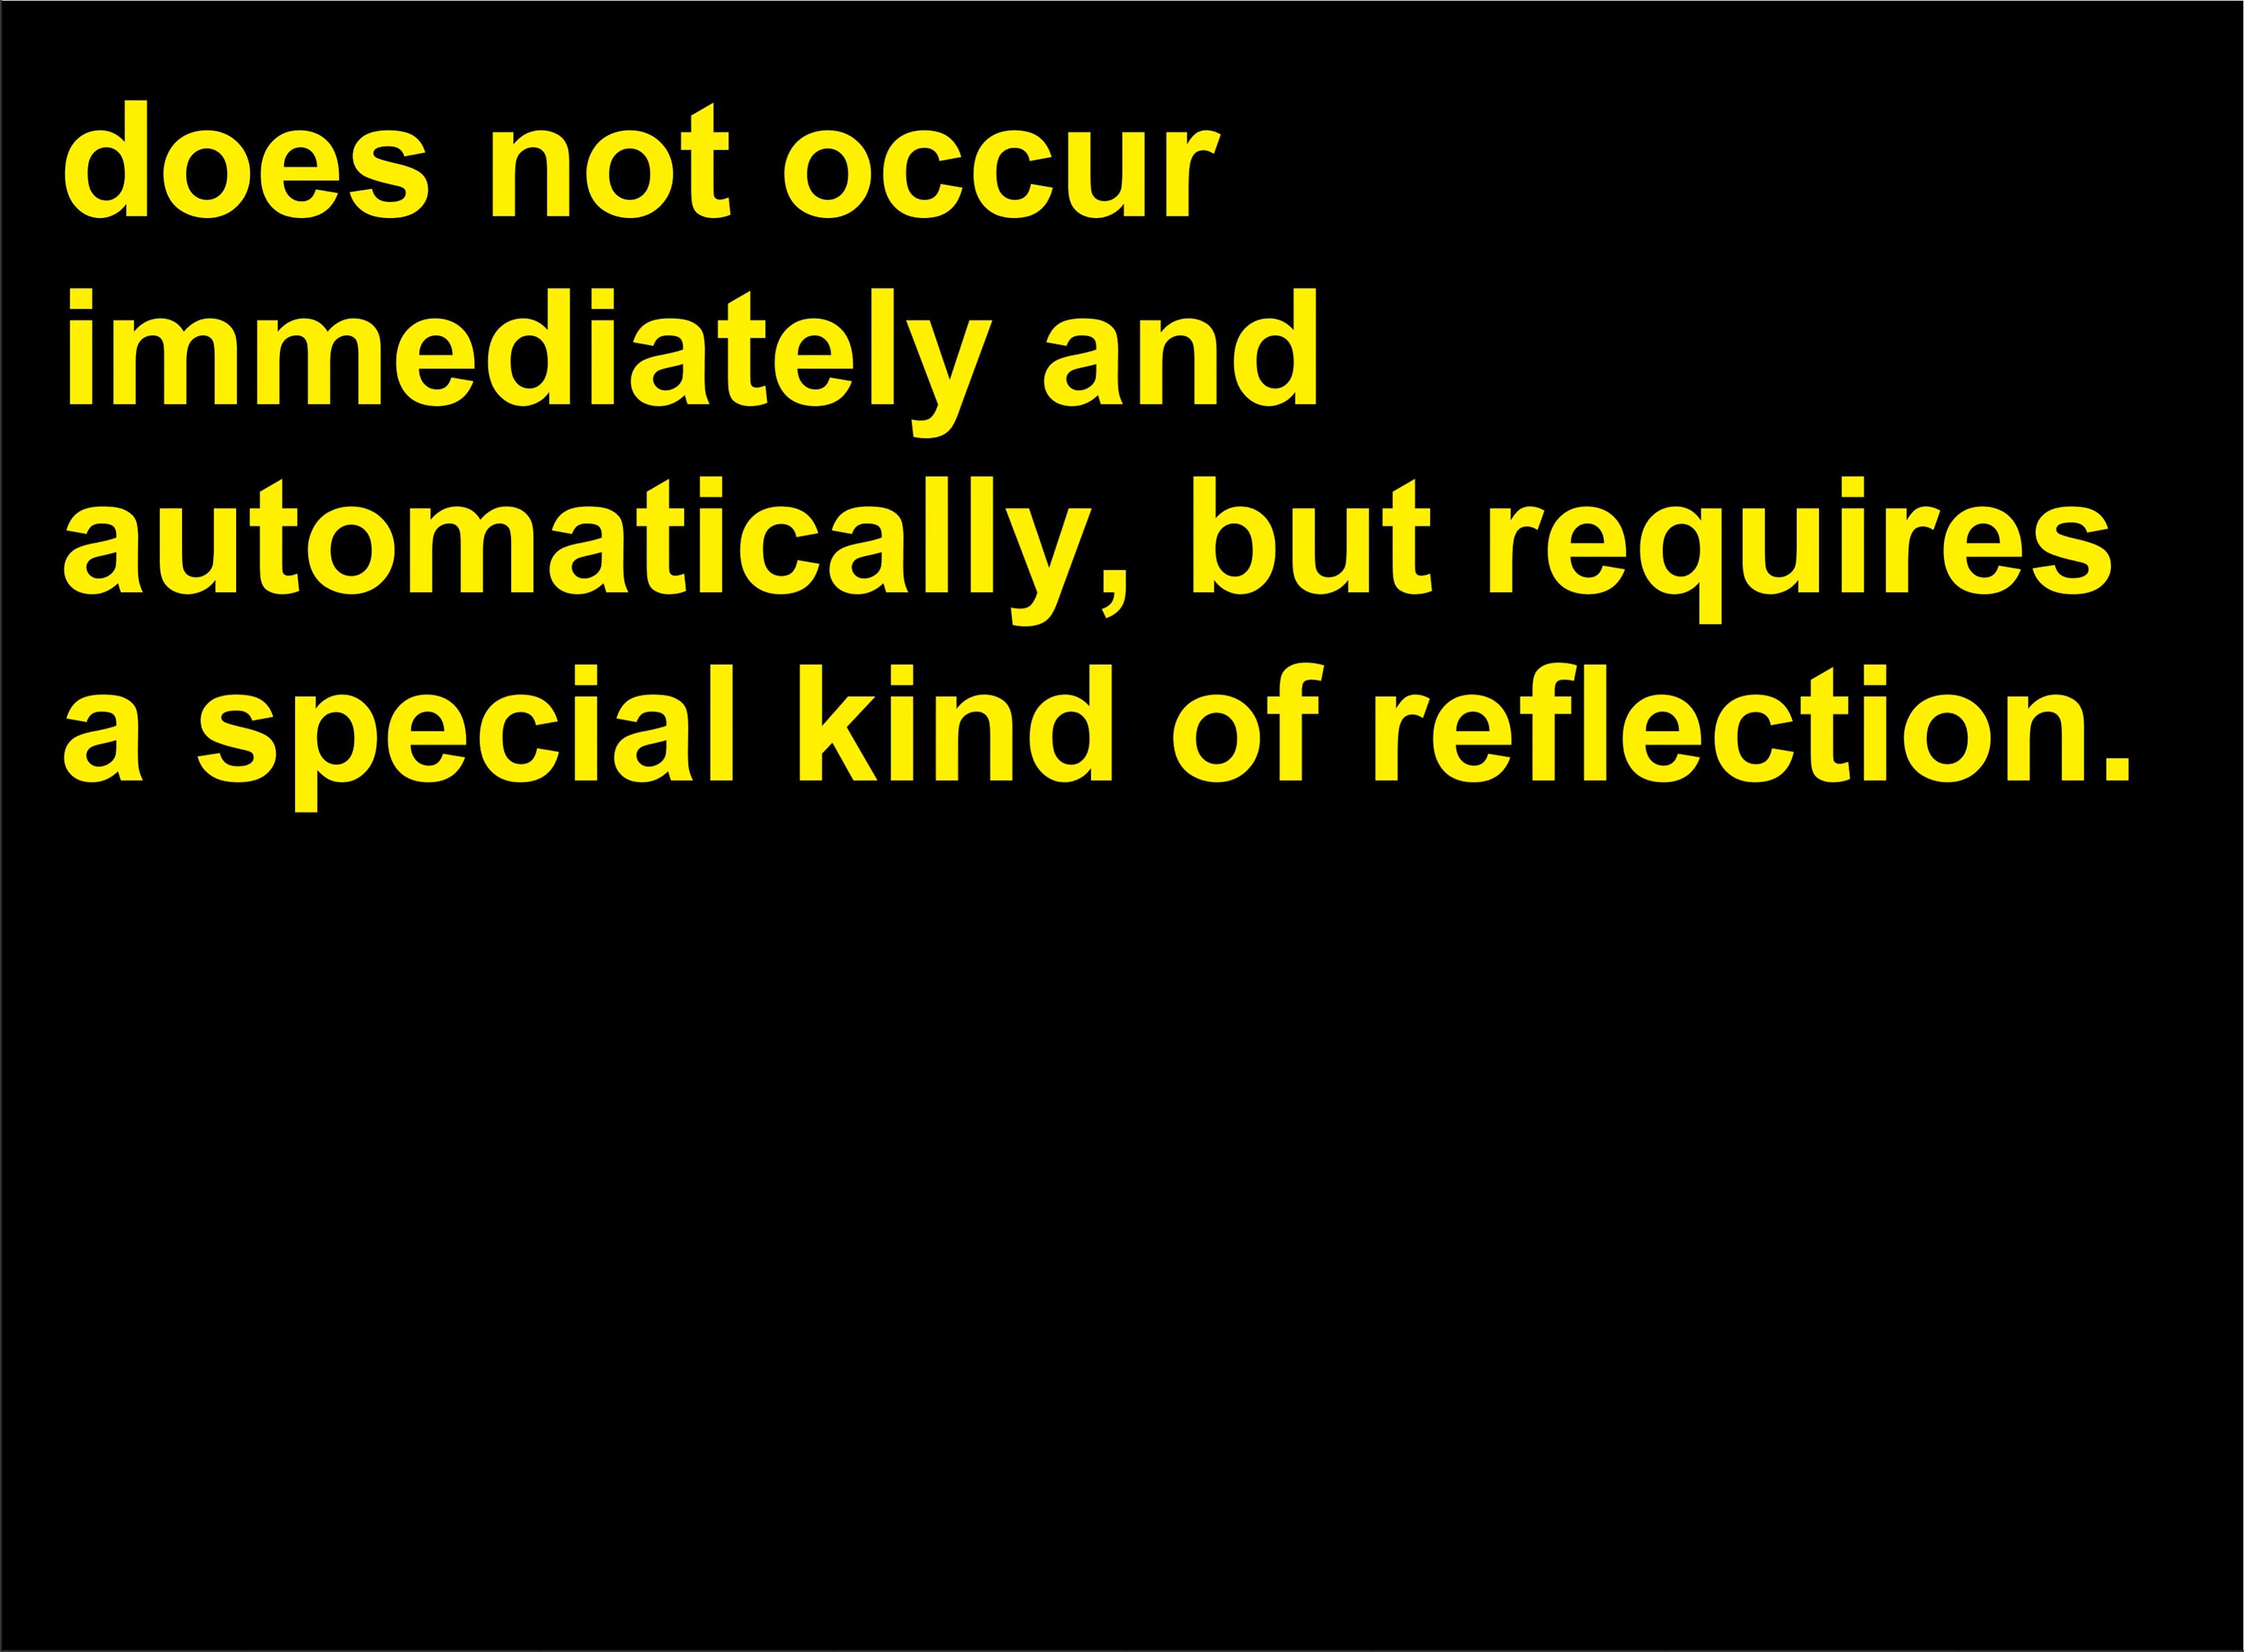 does not occur
immediately and
automatically, but requires
a special kind of reflection.